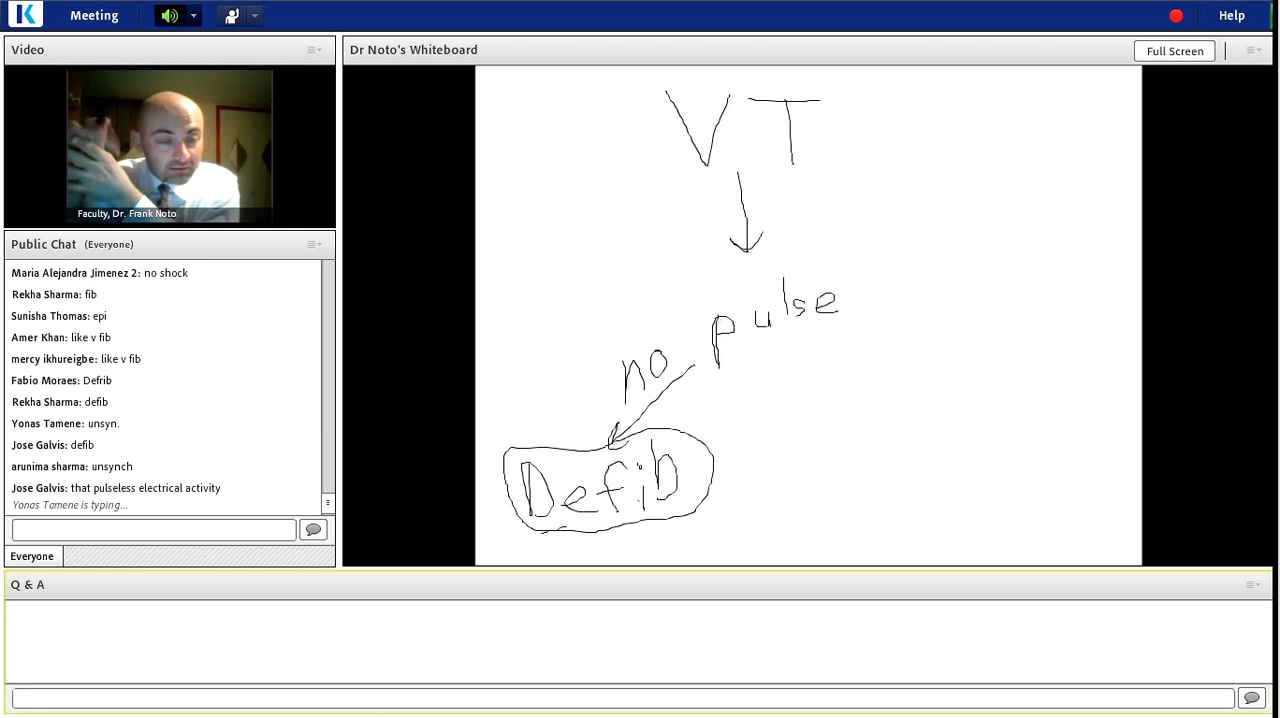 K
Meeting
Help
Video
Dr Noto's Whiteboard
Full Screen
Faculty, Dr. Frank Noto
Public Chat (Everyone)
Maria Alejandra Jimenez 2: no shock
Rekha Sharma: fib
Sunisha Thomas: epi
Amer Khan: like v fib
mercy ikhureigbe: like v fib
Fabio Moraes: Defrib
Rekha Sharma: defib
Yonas Tamene: unsyn.
Jose Galvis: defib
arunima sharma: unsynch
Jose Galvis: that pulseless electrical activity
Yonas Tamene is typing...
Everyone
VT
pulse
no
Defib
Q & A